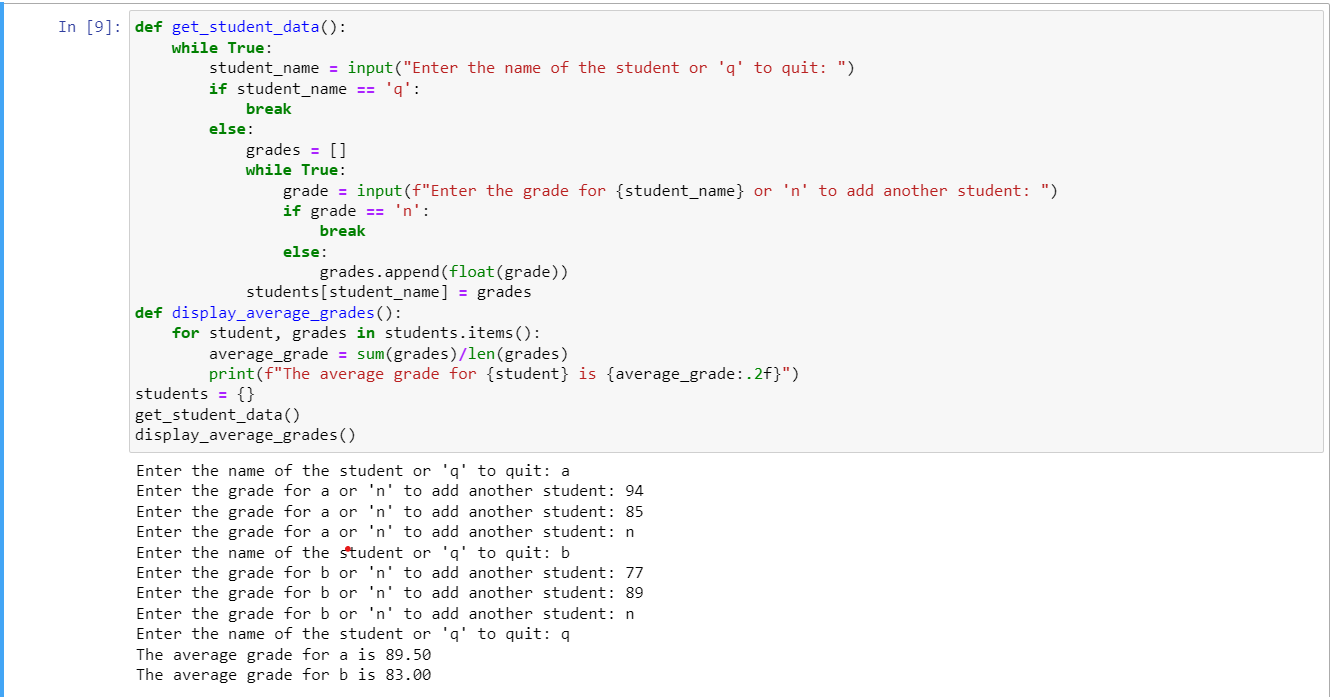 In [9]: def get_student_data():
    while True:
        student_name = input("Enter the name of the student or 'q' to quit: ")
        if student_name == 'q':
            break
        else:
            grades = []
            while True:
                grade = input(f"Enter the grade for {student_name} or 'n' to add another student: ")
                if grade == 'n':
                    break
                else:
                    grades.append(float(grade))
            students[student_name] = grades
def display_average_grades():
    for student, grades in students.items():
        average_grade = sum(grades)/len(grades)
        print(f"The average grade for {student} is {average_grade:.2f}")
students = {}
get_student_data()
display_average_grades()
Enter the name of the student or 'q' to quit: a
Enter the grade for a or 'n' to add another student: 94
Enter the grade for a or 'n' to add another student: 85
Enter the grade for a or 'n' to add another student: n
Enter the name of the student or 'q' to quit: b
Enter the grade for b or 'n' to add another student: 77
Enter the grade for b or 'n' to add another student: 89
Enter the grade for b or 'n' to add another student: n
Enter the name of the student or 'q' to quit: q
The average grade for a is 89.50
The average grade for b is 83.00